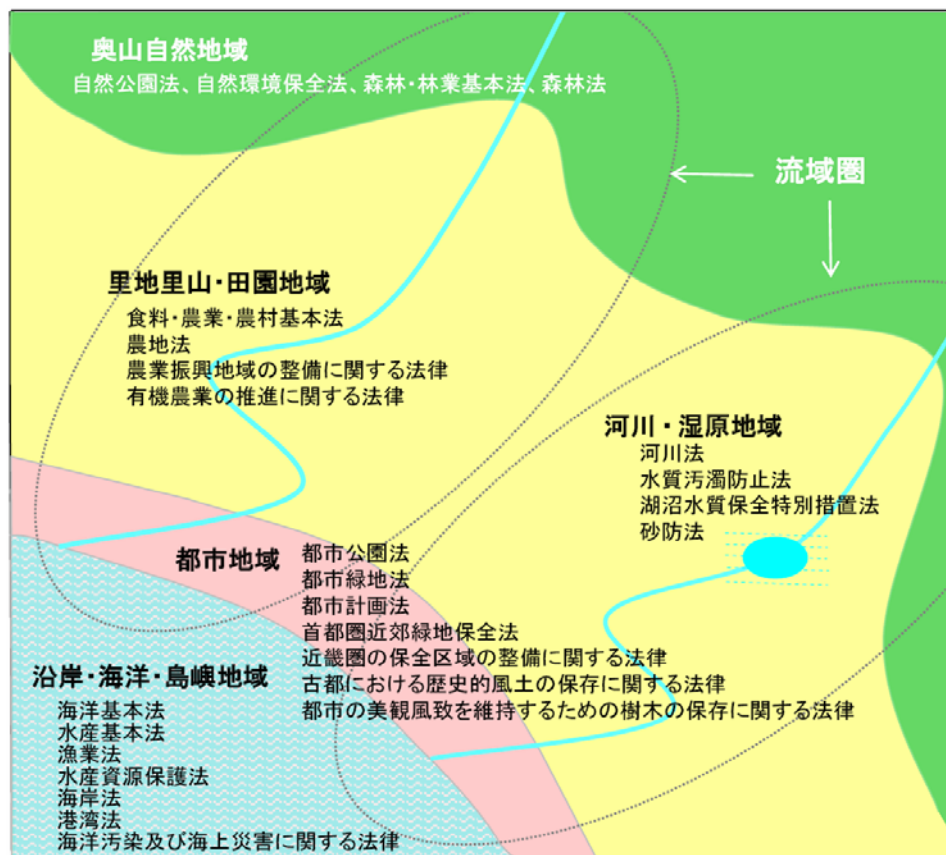 奥山自然地域
自然公園法、自然環境保全法、森林・林業基本法、森林法
流域圏
里地里山・田園地域
食料・農業・農村基本法
農地法
農業振興地域の整備に関する法律
有機農業の推進に関する法律
河川・湿原地域
河川法
水質汚濁防止法
湖沼水質保全特別措置法
砂防法
都市地域
都市公園法
都市緑地法
都市計画法
首都圏近郊緑地保全法
近畿圏の保全区域の整備に関する法律
古都における歴史的風土の保存に関する法律
都市の美観風致を維持するための樹木の保存に関する法律
沿岸・海洋・島嶼地域
海洋基本法
水産基本法
漁業法
水産資源保護法
海岸法
港湾法
海洋汚染及び海上災害に関する法律